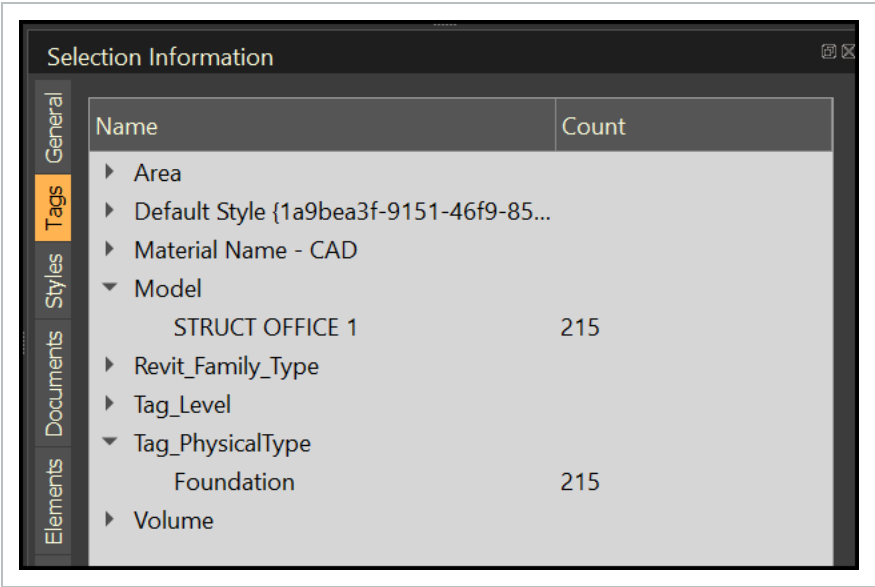 Selection Information
General
Tags
Styles
Documents
Elements
Name Count
Area
Default Style {1a9bea3f-9151-46f9-85...
Material Name - CAD
Model
STRUCT OFFICE 1 215
Revit_Family_Type
Tag_Level
Tag_PhysicalType
Foundation 215
Volume